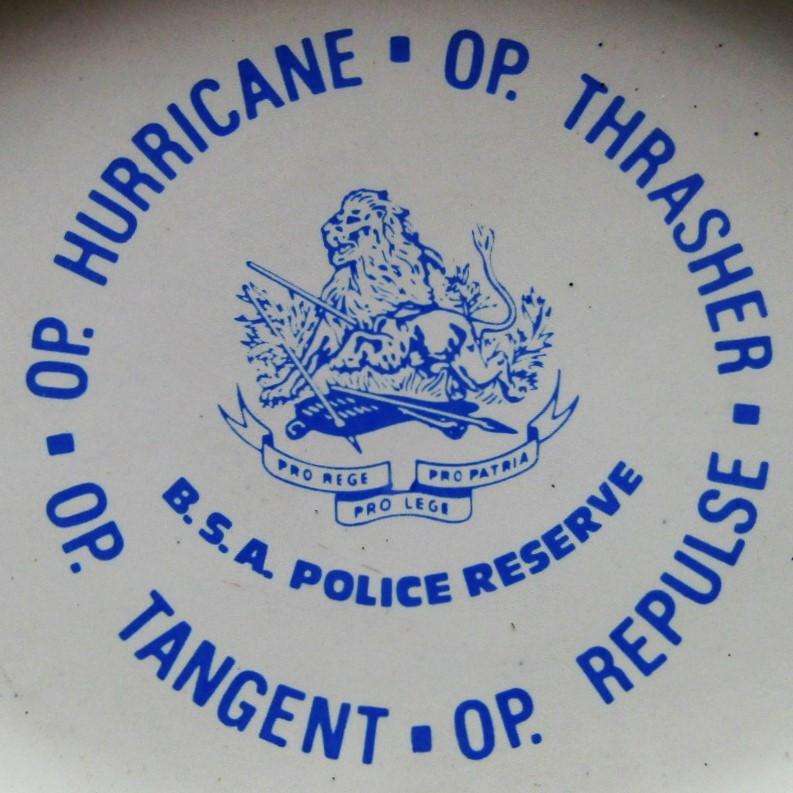 OP. HURRICANE ▪ OP. THRASHER ▪ OP. REPULSE ▪ OP. TANGENT ▪
PRO REGE
PRO LEGE
PRO PATRIA
B.S.A. POLICE RESERVE